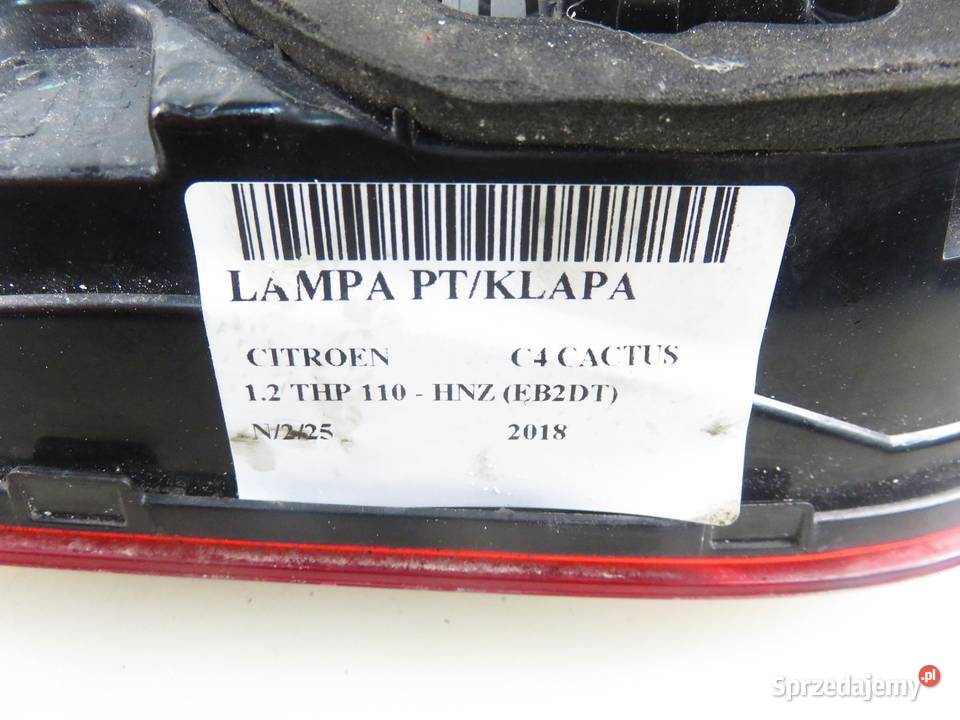 LAMPA PT/KLAPA
CITROEN C4 CACTUS
1.2 THP 110 - HNZ (EB2DT)
N/2/25 2018
Sprzedajemy .pl